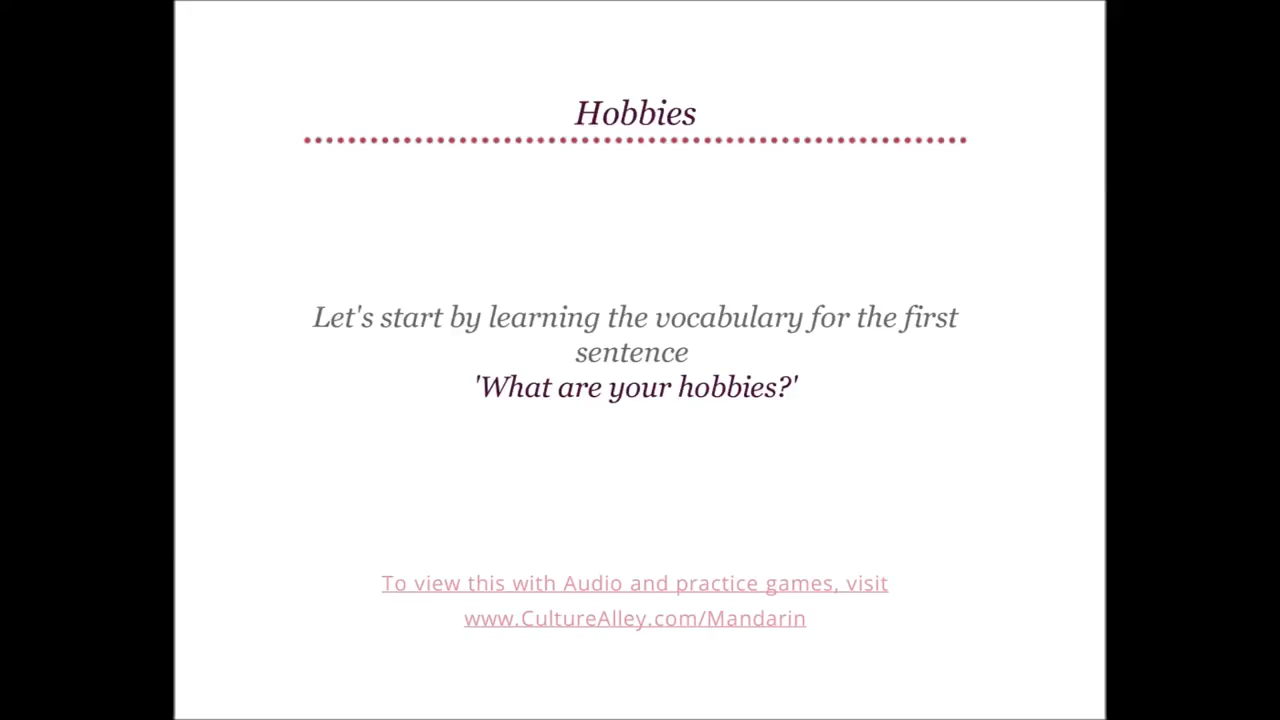 Hobbies
Let's start by learning the vocabulary for the first
sentence
'What are your hobbies?'
To view this with Audio and practice games, visit
www.CultureAlley.com/Mandarin